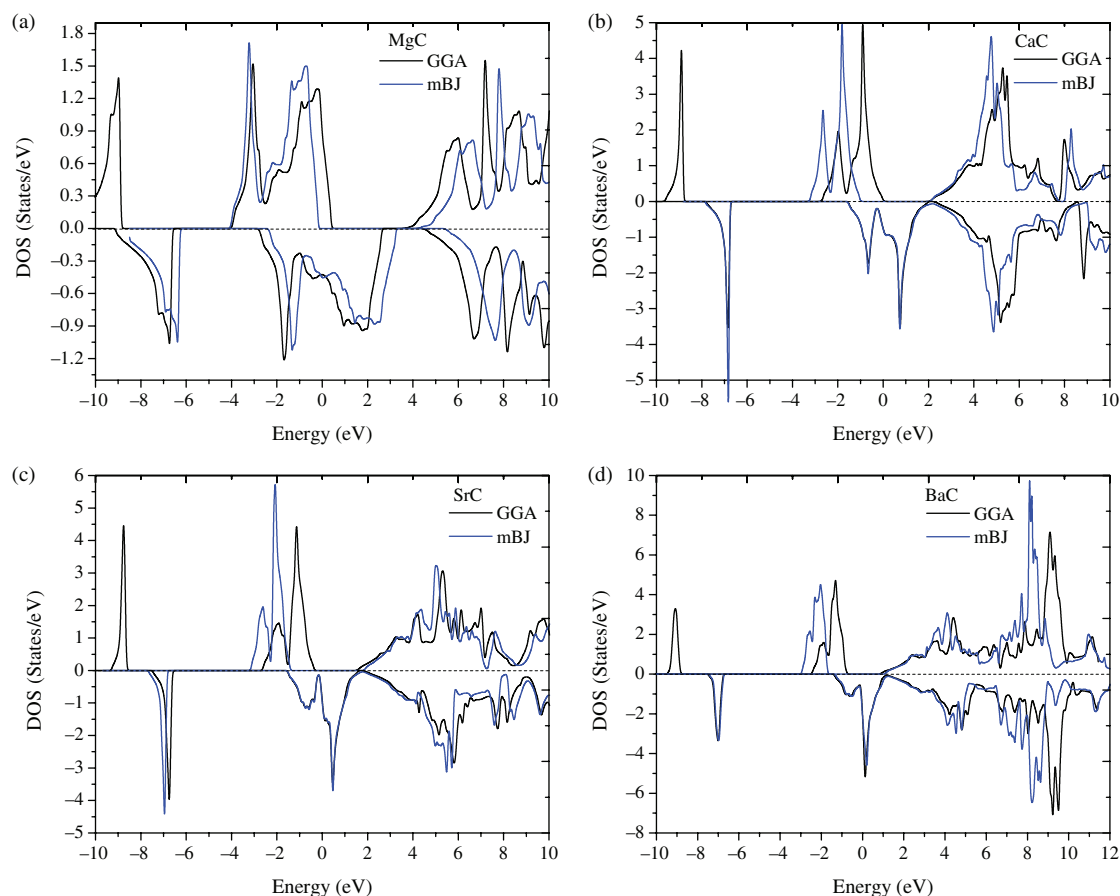 (a)
MgC
GGA
mBJ
DOS (States/eV)
1.8
1.5
1.2
0.9
0.6
0.3
0.0
−0.3
−0.6
−0.9
−1.2
−10 −8 −6 −4 −2 0 2 4 6 8 10
Energy (eV)
(b)
CaC
GGA
mBJ
DOS (States/eV)
5
4
3
2
1
0
−1
−2
−3
−4
−5
−10 −8 −6 −4 −2 0 2 4 6 8 10
Energy (eV)
(c)
SrC
GGA
mBJ
DOS (States/eV)
6
5
4
3
2
1
0
−1
−2
−3
−4
−5
−10 −8 −6 −4 −2 0 2 4 6 8 10
Energy (eV)
(d)
BaC
GGA
mBJ
DOS (States/eV)
10
8
6
4
2
0
−2
−4
−6
−8
−10 −8 −6 −4 −2 0 2 4 6 8 10 12
Energy (eV)